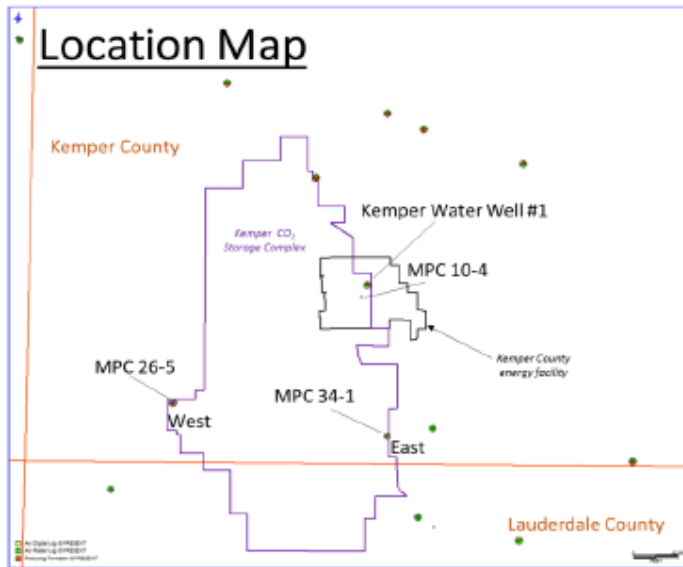 Location Map
Kemper County
Kemper Water Well #1
Kemper CO2
Storage Complex
MPC 10-4
Kemper County
energy facility
MPC 26-5
MPC 34-1
West
East
Lauderdale County